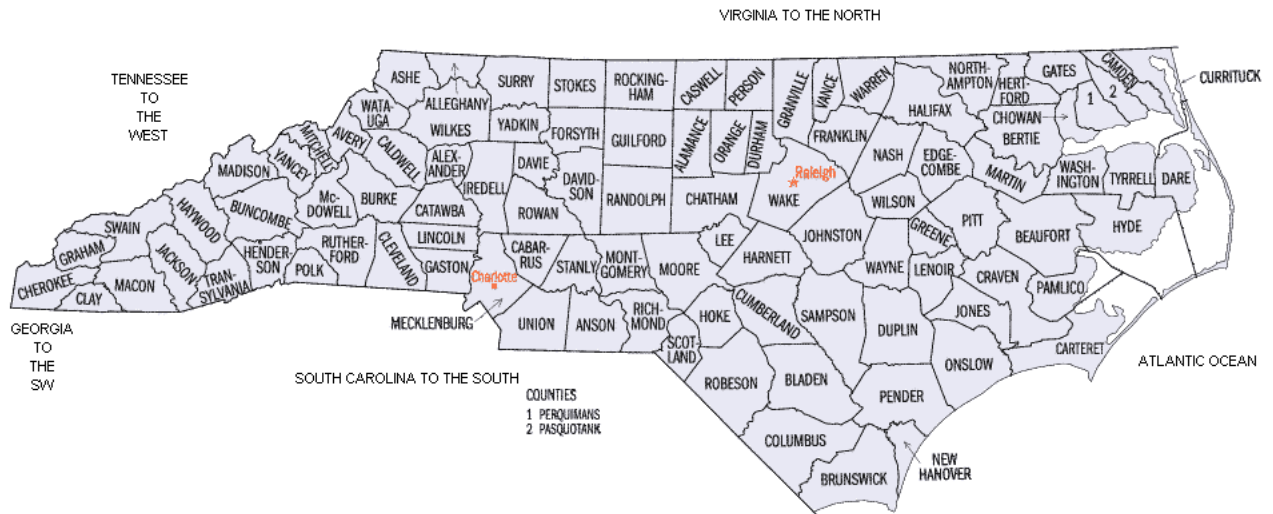 VIRGINIA TO THE NORTH
TENNESSEE
TO
THE
WEST
ASHE
ALLEGHANY
SURRY
STOKES
ROCKING-
HAM
CASWELL
PERSON
GRANVILLE
VANCE
WARREN
NORTH-
AMPTON
HERT-
FORD
GATES
CAMDEN
CURRITUCK
1
2
WATA-
UGA
WILKES
YADKIN
FORSYTH
GUILFORD
ALAMANCE
ORANGE
DURHAM
FRANKLIN
HALIFAX
CHOWAN
BERTIE
MITCHELL
AVERY
CALDWELL
ALEX-
ANDER
IREDELL
DAVIE
DAVID-
SON
RANDOLPH
CHATHAM
WAKE
Raleigh
NASH
EDGE-
COMBE
MARTIN
WASH-
INGTON
TYRRELL
DARE
MADISON
YANCEY
McDOWELL
BURKE
CATAWBA
ROWAN
WILSON
PITT
BEAUFORT
HYDE
HAYWOOD
BUNCOMBE
SWAIN
GRAHAM
CHEROKEE
CLAY
MACON
JACKSON
TRAN-
SYLVANIA
HENDER-
SON
POLK
RUTHER-
FORD
CLEVELAND
LINCOLN
GASTON
Charlotte
MECKLENBURG
CABAR-
RUS
STANLY
MONT-
GOMERY
MOORE
LEE
HARNETT
JOHNSTON
WAYNE
GREENE
LENOIR
CRAVEN
PAMLICO
JONES
CARTERET
UNION
ANSON
RICH-
MOND
SCOT-
LAND
HOKE
CUMBERLAND
SAMPSON
DUPLIN
ONSLOW
ROBESON
BLADEN
PENDER
COLUMBUS
BRUNSWICK
NEW
HANOVER
GEORGIA
TO
THE
SW
SOUTH CAROLINA TO THE SOUTH
ATLANTIC OCEAN
COUNTIES
1 PERQUIMANS
2 PASQUOTANK